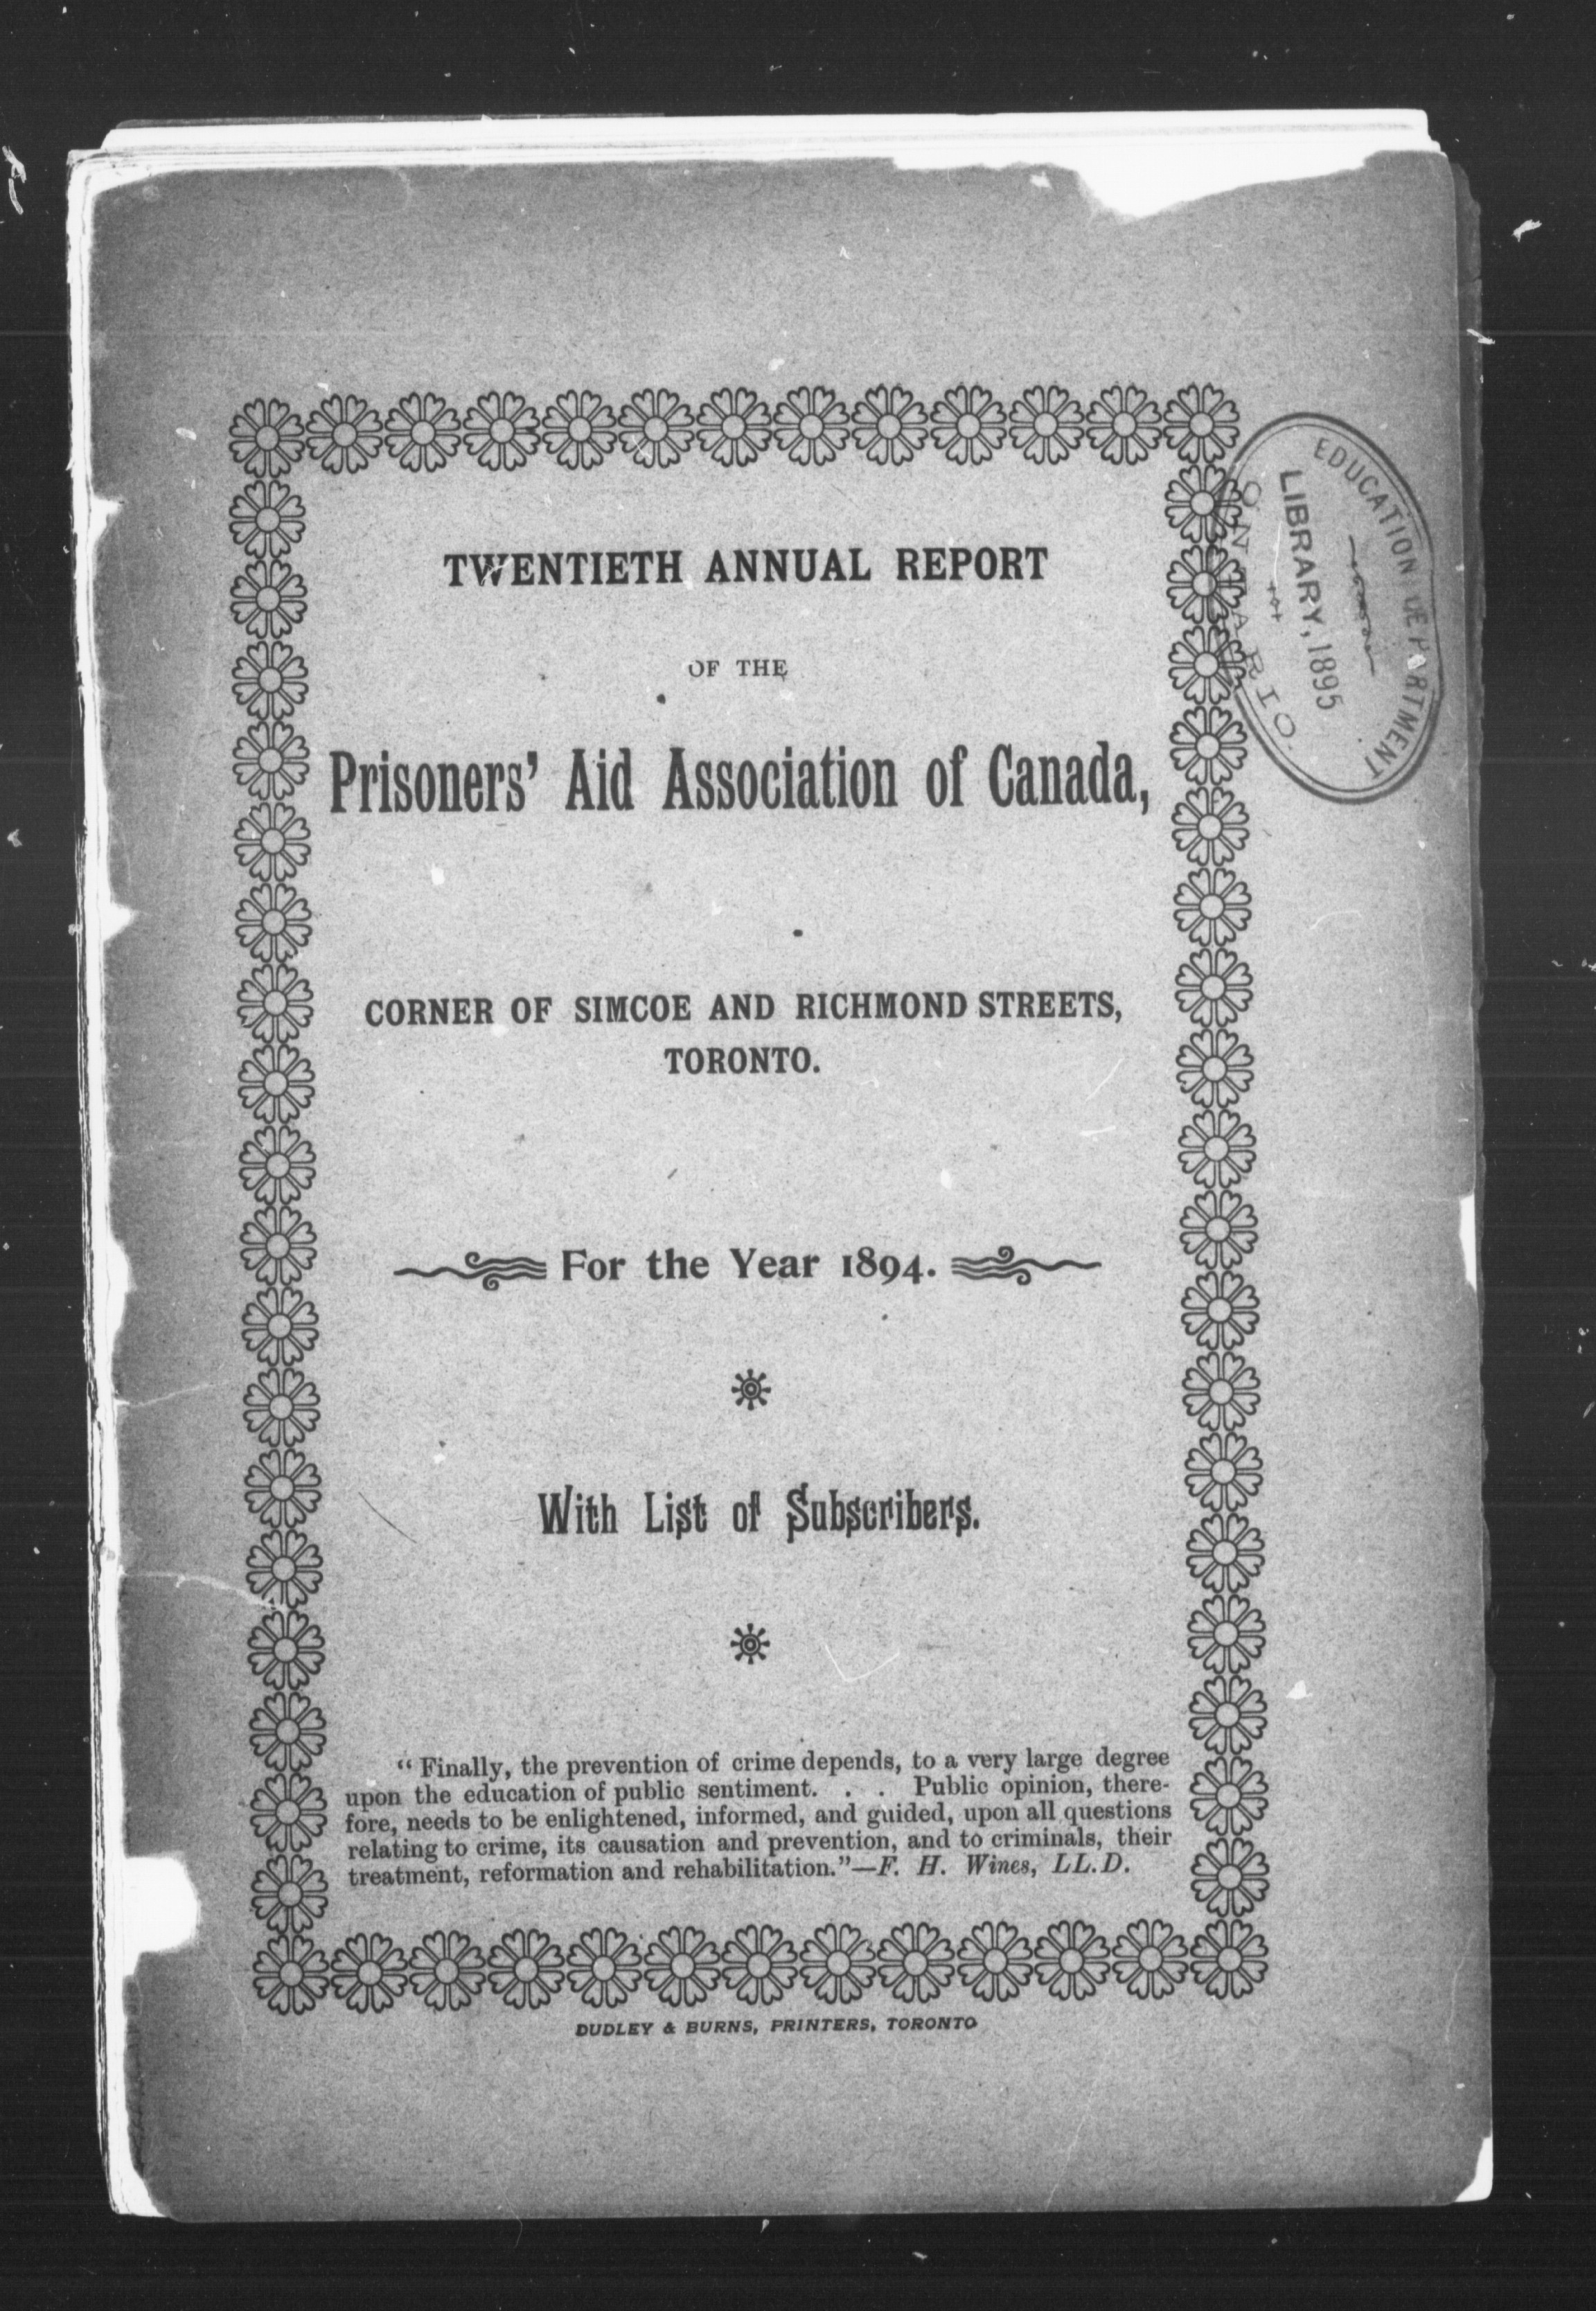 TWENTIETH ANNUAL REPORT
OF THE
Prisoners' Aid Association of Canada,
CORNER OF SIMCOE AND RICHMOND STREETS,
TORONTO.
For the Year 1894.
With List of Subscribers.
“Finally, the prevention of crime depends, to a very large degree
upon the education of public sentiment. . . Public opinion, there-
fore, needs to be enlightened, informed, and guided, upon all questions
relating to crime, its causation and prevention, and to criminals, their
treatment, reformation and rehabilitation.”—F. H. Wines, LL.D.
DUDLEY & BURNS, PRINTERS, TORONTO
EDUCATION DEPARTMENT
LIBRARY, 1895
ONTARIO.